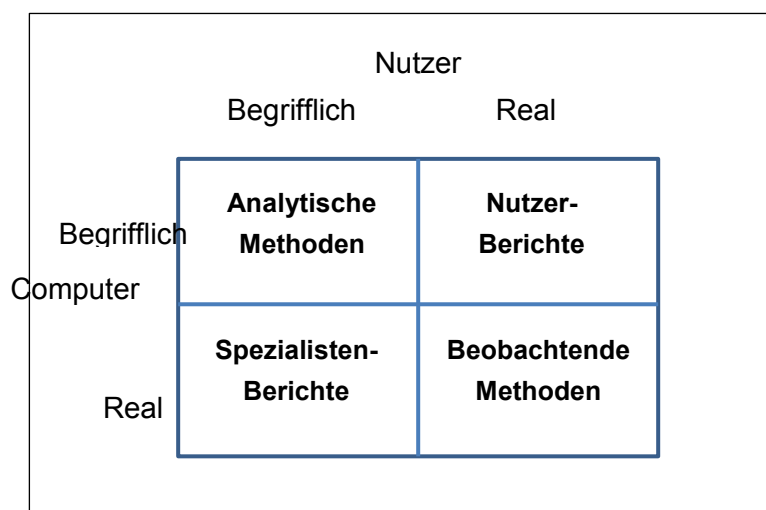 Nutzer
Begrifflich Real
Analytische Nutzer-
Begrifflich Methoden Berichte
Computer
Spezialisten- Beobachtende
Real Berichte Methoden